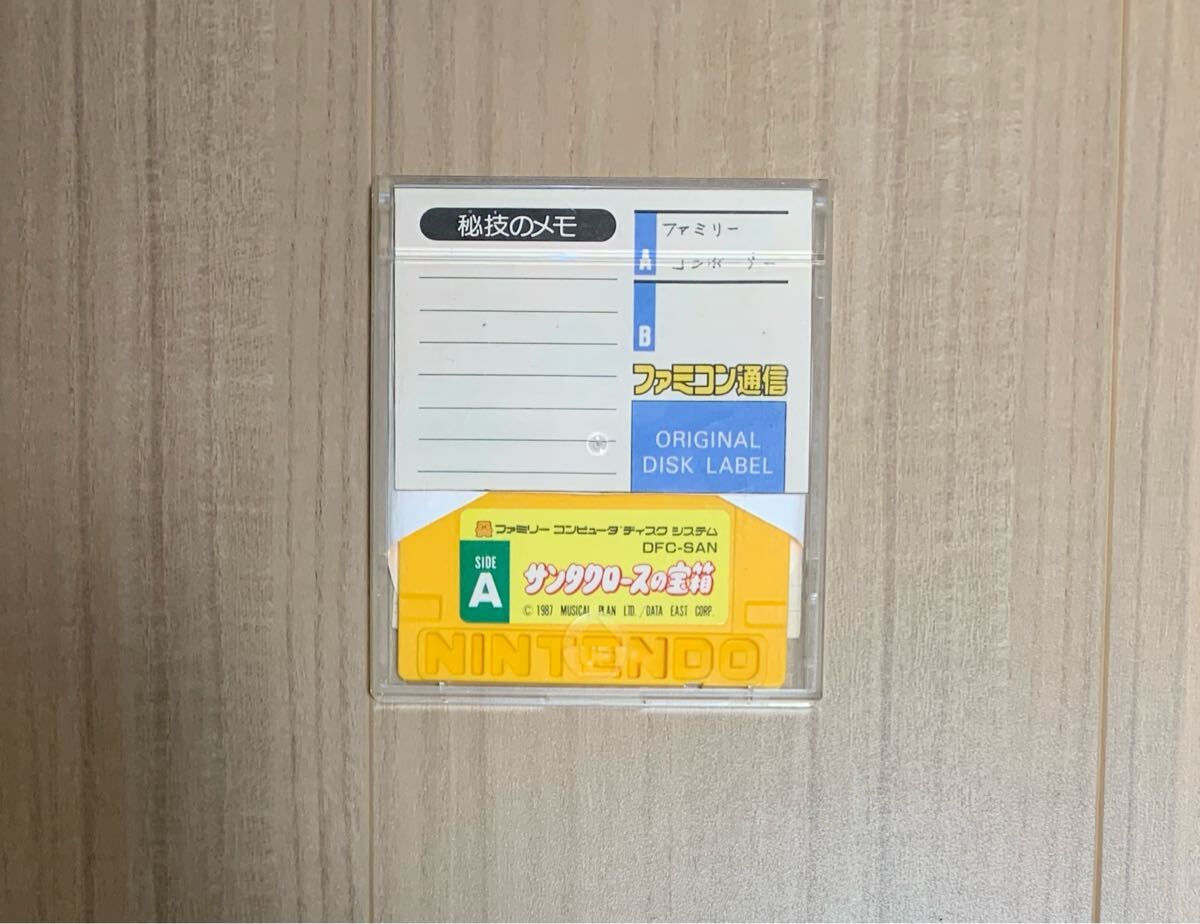 秘技のメモ
A
ファミリー
B
ファミコン通信
ORIGINAL
DISK LABEL
ファミリー コンピュータ ディスク システム
DFC-SAN
SIDE
A
サンタクロースの宝箱
© 1987 MUSICAL PLAN LTD./DATA EAST CORP.
NINTENDO